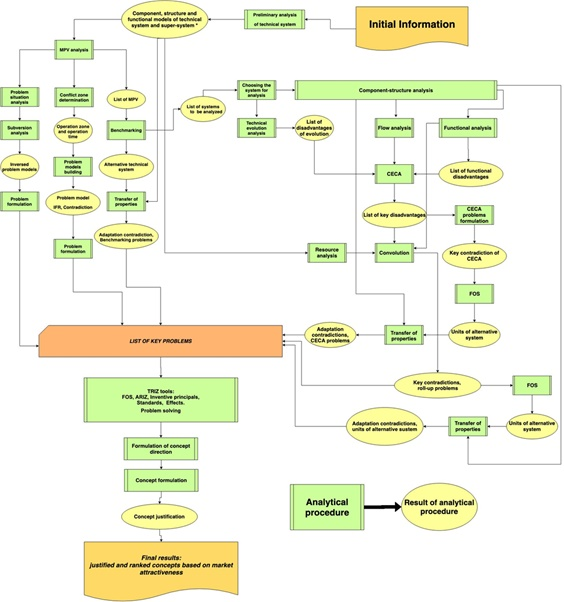 Component, structure and
functional models of technical
system and super-system *
Preliminary analysis
of technical system
Initial Information
MPV analysis
Problem
situation analysis
Conflict zone
determination
List of MPV
List of systems
to be analyzed
Choosing the
system for
analysis
Component-structure analysis
Subversion
analysis
Operation zone
and operation
time
Benchmarking
Technical
evolution analysis
List of
disadvantages
of evolution
Flow analysis
Functional analysis
Inversed
problem models
Problem
models
building
Alternative technical
system
CECA
List of functional
disadvantages
Problem
formulation
Problem model
IFR, Contradiction
Transfer of
properties
List of key disadvantages
CECA
problems
formulation
Adaptation contradiction,
Benchmarking problems
Problem
formulation
Resource
analysis
Convolution
Key contradiction of
CECA
FOS
LIST OF KEY PROBLEMS
Adaptation
contradictions,
CECA problems
Transfer of
properties
Units of alternative
system
TRIZ tools:
FOS, ARIZ, Inventive principals,
Standards, Effects.
Problem solving
Key contradictions,
roll-up problems
FOS
Formulation of concept
direction
Adaptation contradictions,
units of alternative sustem
Transfer of
properties
Units of alternative
system
Concept formulation
Concept justification
Analytical
procedure
Result of analytical
procedure
Final results:
justified and ranked concepts based on market
attractiveness